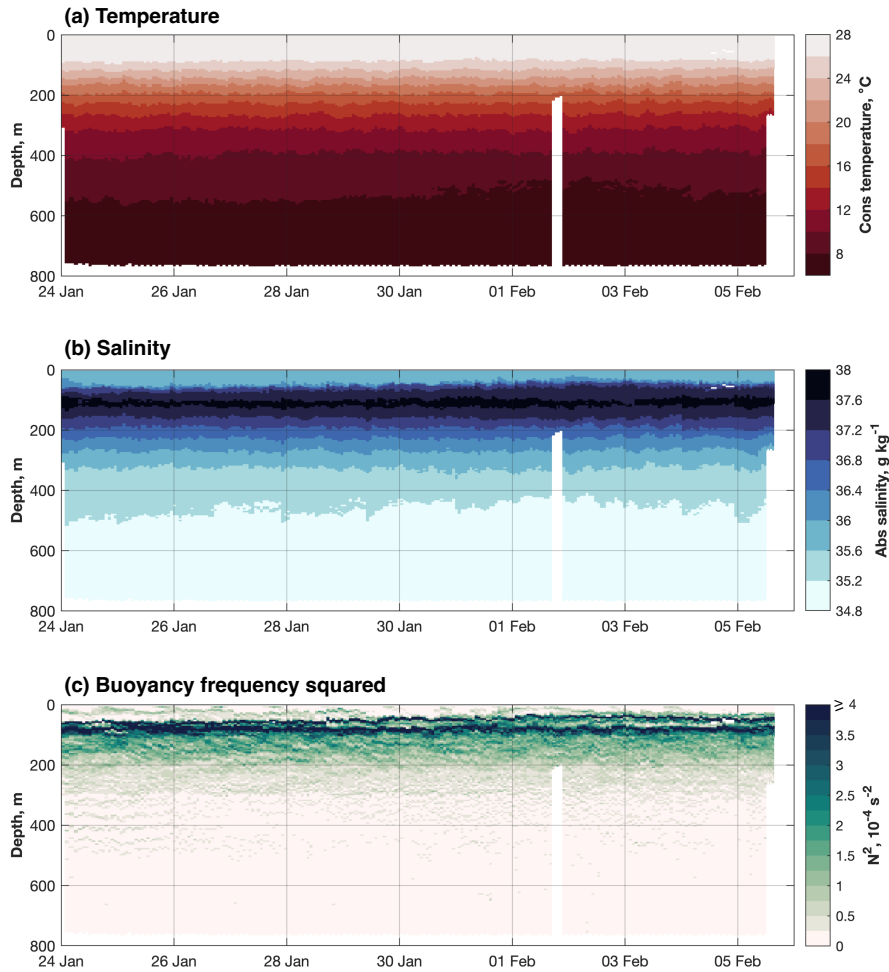 (a) Temperature
0
200
400
600
800
Depth, m
24 Jan
26 Jan
28 Jan
30 Jan
01 Feb
03 Feb
05 Feb
28
24
20
16
12
8
Cons temperature, °C
(b) Salinity
0
200
400
600
800
Depth, m
24 Jan
26 Jan
28 Jan
30 Jan
01 Feb
03 Feb
05 Feb
38
37.6
37.2
36.8
36.4
36
35.6
35.2
34.8
Abs salinity, g kg⁻¹
(c) Buoyancy frequency squared
0
200
400
600
800
Depth, m
24 Jan
26 Jan
28 Jan
30 Jan
01 Feb
03 Feb
05 Feb
≥ 4
3.5
3
2.5
2
1.5
1
0.5
0
N², 10⁻⁴ s⁻²